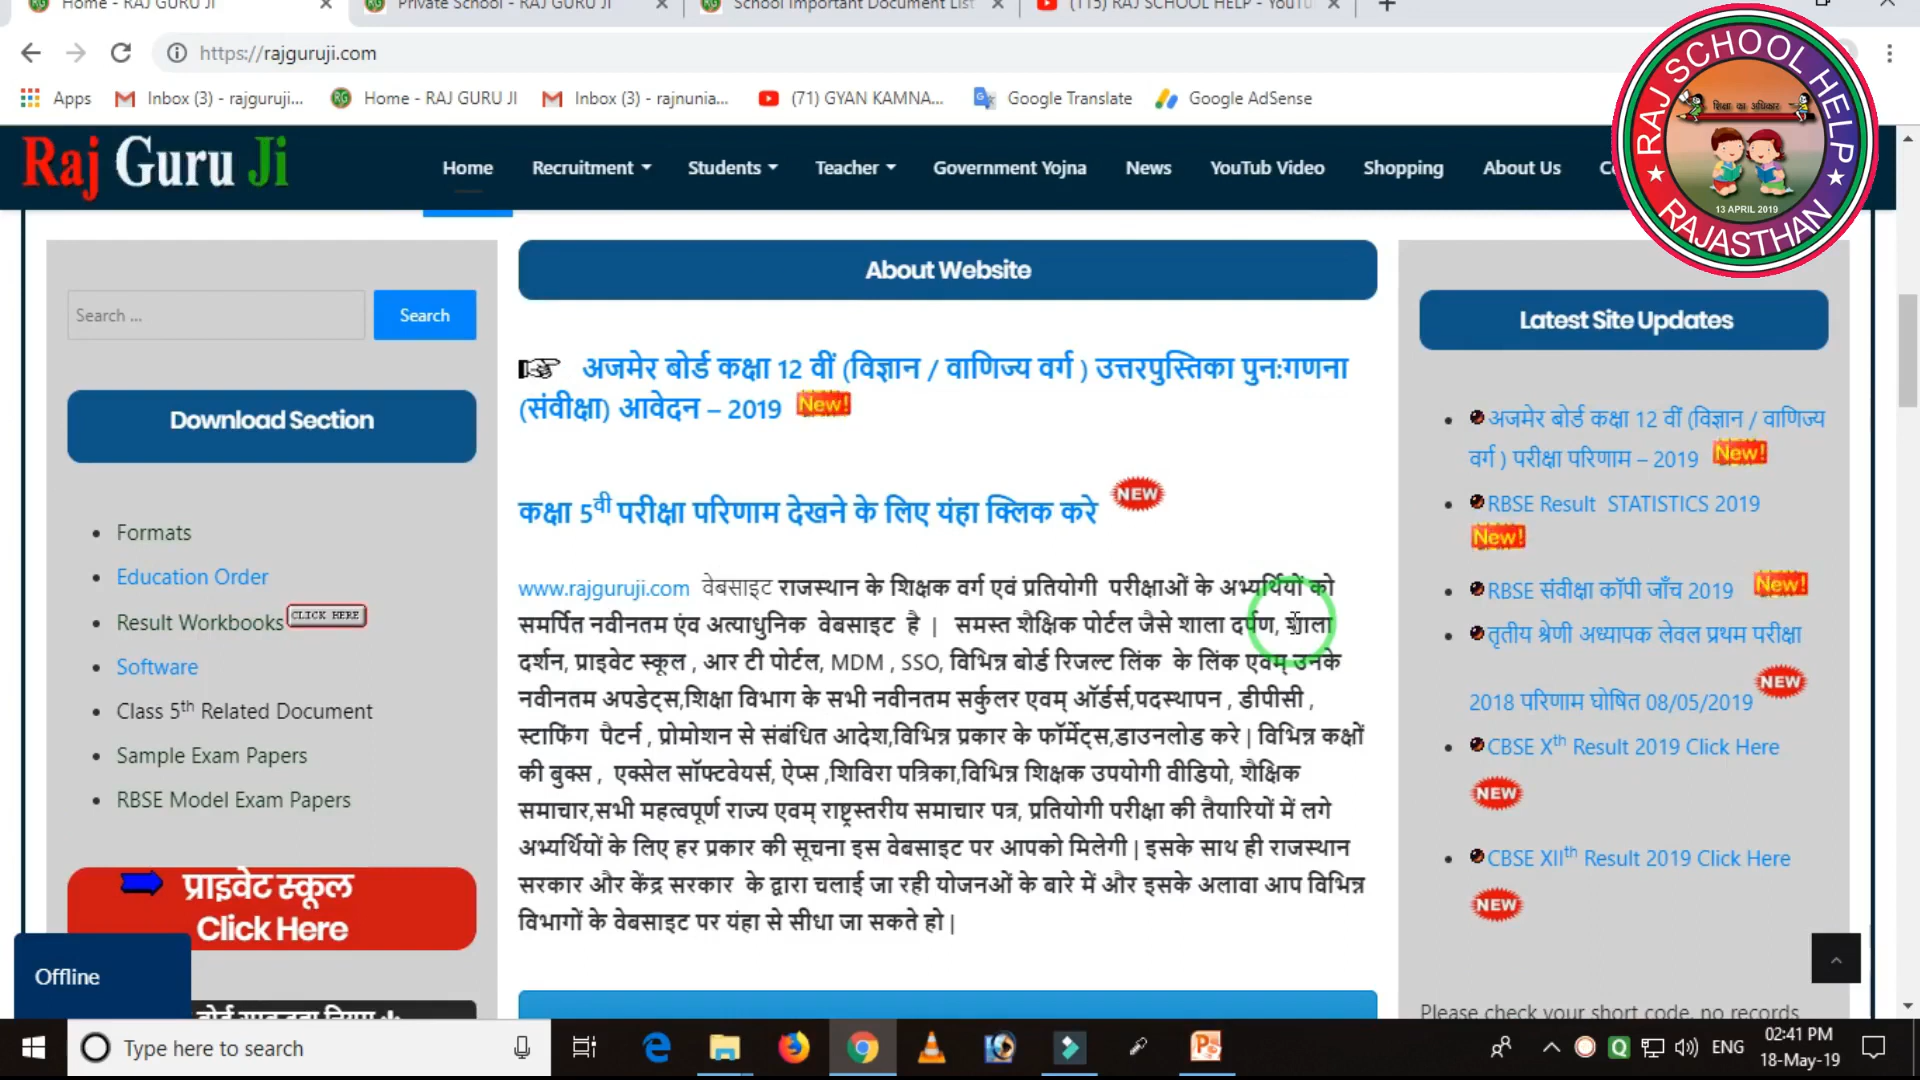 Home - RAJ GURU JI
Private School - RAJ GURU JI
School Important Document List
(115) RAJ SCHOOL HELP - YouTu
https://rajguruji.com
Apps
Inbox (3) - rajguruji...
Home - RAJ GURU JI
Inbox (3) - rajnunia...
(71) GYAN KAMNA...
Google Translate
Google AdSense
RAJ SCHOOL HELP
शिक्षा का अधिकार
13 APRIL 2019
RAJASTHAN
Raj Guru Ji
Home
Recruitment
Students
Teacher
Government Yojna
News
YouTub Video
Shopping
About Us
Search ...
Search
Download Section
Formats
Education Order
Result Workbooks CLICK HERE
Software
Class 5th Related Document
Sample Exam Papers
RBSE Model Exam Papers
प्राइवेट स्कूल
Click Here
Offline
About Website
अजमेर बोर्ड कक्षा 12 वीं (विज्ञान / वाणिज्य वर्ग ) उत्तरपुस्तिका पुन:गणना
(संवीक्षा) आवेदन – 2019 New!
कक्षा 5वी परीक्षा परिणाम देखने के लिए यंहा क्लिक करे NEW
www.rajguruji.com वेबसाइट राजस्थान के शिक्षक वर्ग एवं प्रतियोगी परीक्षाओं के अभ्यर्थियों को
समर्पित नवीनतम एंव अत्याधुनिक वेबसाइट है | समस्त शैक्षिक पोर्टल जैसे शाला दर्पण, शाला
दर्शन, प्राइवेट स्कूल , आर टी पोर्टल, MDM , SSO, विभिन्न बोर्ड रिजल्ट लिंक के लिंक एवम् उनके
नवीनतम अपडेट्स,शिक्षा विभाग के सभी नवीनतम सर्कुलर एवम् ऑर्डर्स,पदस्थापन , डीपीसी ,
स्टाफिंग पैटर्न , प्रोमोशन से संबंधित आदेश,विभिन्न प्रकार के फॉर्मेट्स,डाउनलोड करे | विभिन्न कक्षों
की बुक्स , एक्सेल सॉफ्टवेयर्स, ऐप्स ,शिविरा पत्रिका,विभिन्न शिक्षक उपयोगी वीडियो, शैक्षिक
समाचार,सभी महत्वपूर्ण राज्य एवम् राष्ट्रस्तरीय समाचार पत्र, प्रतियोगी परीक्षा की तैयारियों में लगे
अभ्यर्थियों के लिए हर प्रकार की सूचना इस वेबसाइट पर आपको मिलेगी | इसके साथ ही राजस्थान
सरकार और केंद्र सरकार के द्वारा चलाई जा रही योजनओं के बारे में और इसके अलावा आप विभिन्न
विभागों के वेबसाइट पर यंहा से सीधा जा सकते हो |
Latest Site Updates
अजमेर बोर्ड कक्षा 12 वीं (विज्ञान / वाणिज्य
वर्ग ) परीक्षा परिणाम – 2019 New!
RBSE Result STATISTICS 2019
New!
RBSE संवीक्षा कॉपी जाँच 2019 New!
तृतीय श्रेणी अध्यापक लेवल प्रथम परीक्षा
2018 परिणाम घोषित 08/05/2019 NEW
CBSE Xth Result 2019 Click Here
NEW
CBSE XIIth Result 2019 Click Here
NEW
Please check your short code, no records
Type here to search
ENG
02:41 PM
18-May-19